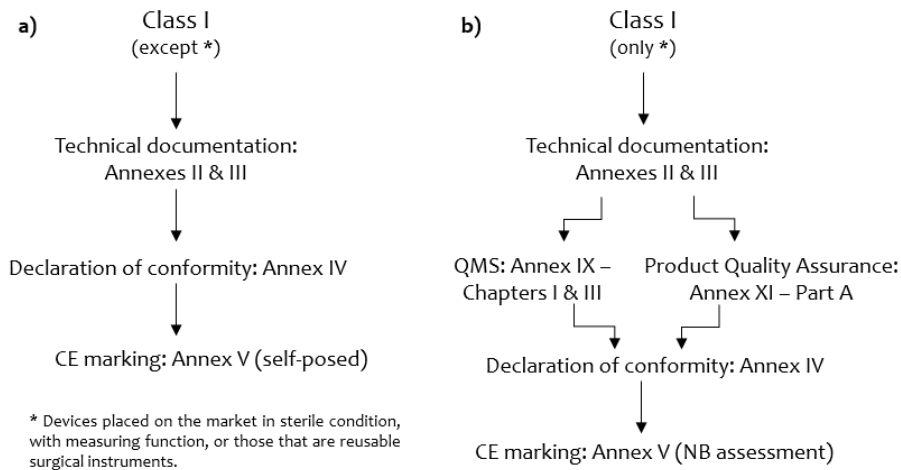 a)
Class I
(except *)
Technical documentation:
Annexes II & III
Declaration of conformity: Annex IV
CE marking: Annex V (self-posed)
* Devices placed on the market in sterile condition,
with measuring function, or those that are reusable
surgical instruments.
b)
Class I
(only *)
Technical documentation:
Annexes II & III
QMS: Annex IX –
Chapters I & III
Product Quality Assurance:
Annex XI – Part A
Declaration of conformity: Annex IV
CE marking: Annex V (NB assessment)